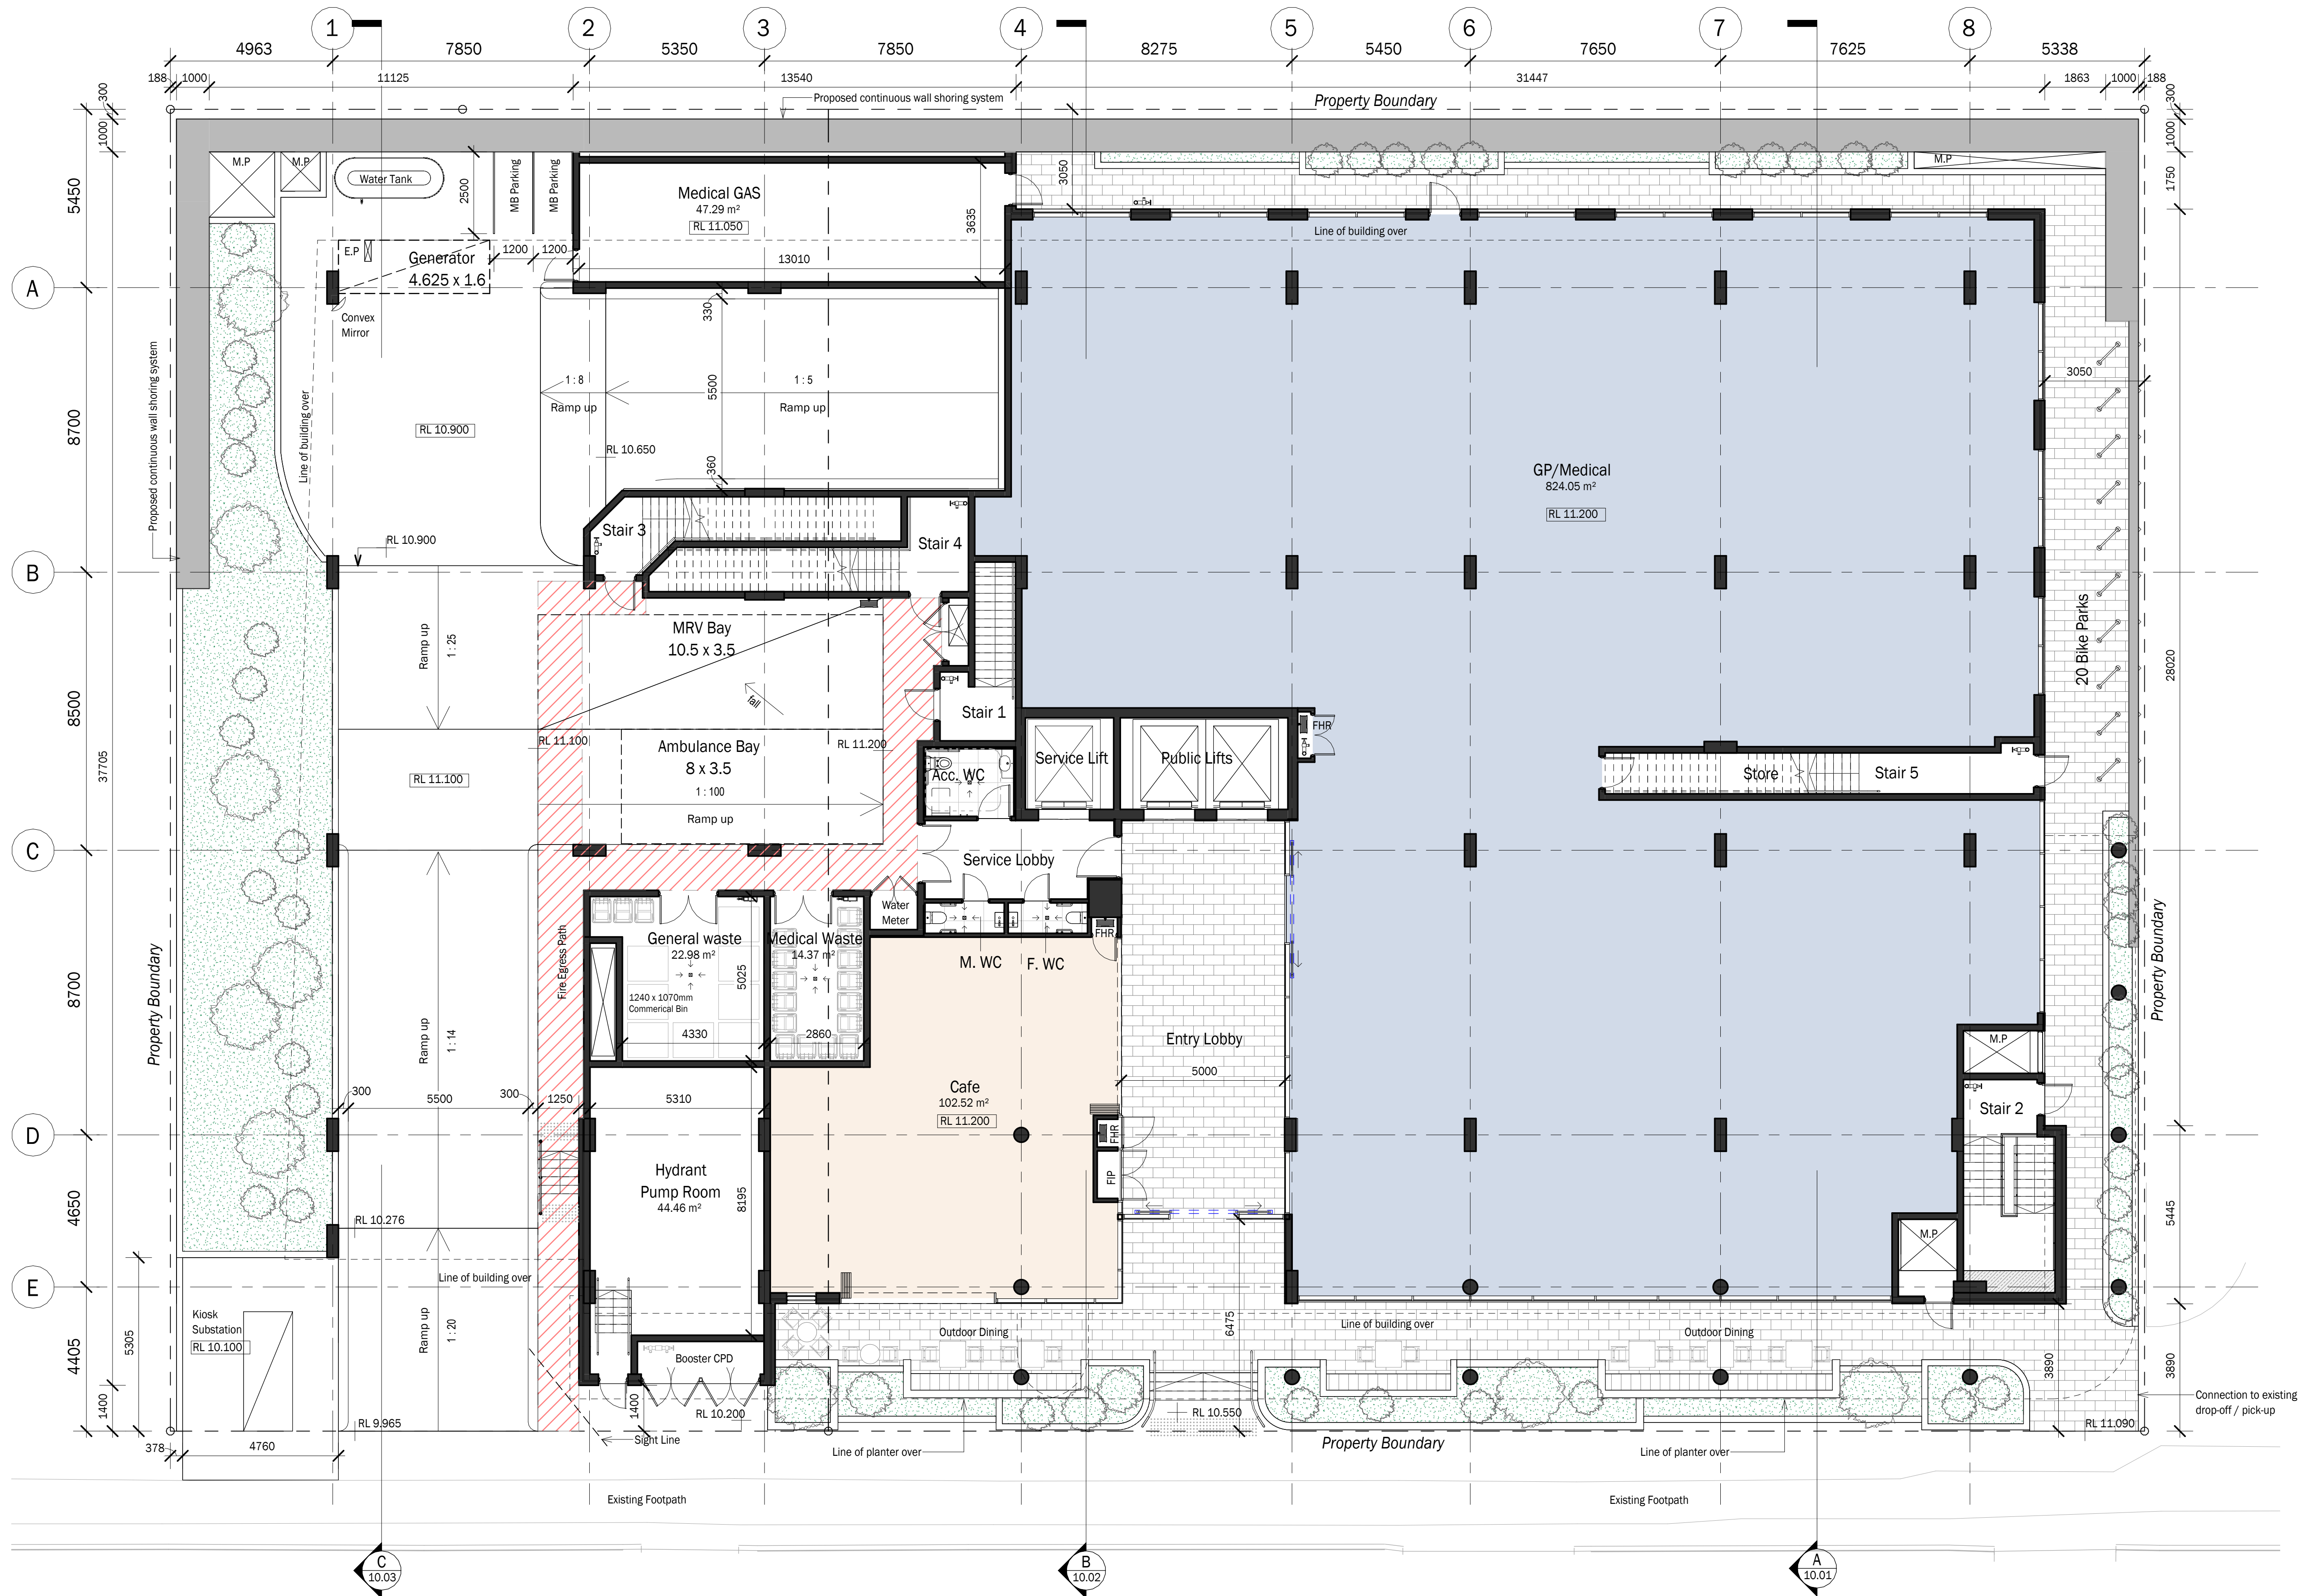 1
2
3
4
5
6
7
8
4963
7850
5350
7850
8275
5450
7650
7625
5338
188
1000
11125
13540
31447
1863
1000
188
300
1000
300
1000
1750
Proposed continuous wall shoring system
Property Boundary
M.P
M.P
Water Tank
2500
MB Parking
MB Parking
Medical GAS
47.29 m²
RL 11.050
3635
3050
M.P
5450
E.P
Generator
4.625 x 1.6
1200
1200
13010
Line of building over
A
Convex
Mirror
330
Proposed continuous wall shoring system
Line of building over
1 : 8
Ramp up
5500
1 : 5
Ramp up
3050
8700
RL 10.900
RL 10.650
360
GP/Medical
824.05 m²
RL 11.200
Stair 3
Stair 4
RL 10.900
B
Ramp up
1 : 25
MRV Bay
10.5 x 3.5
20 Bike Parks
28020
8500
37705
fall
Stair 1
RL 11.100
Ambulance Bay
8 x 3.5
RL 11.200
FHR
Service Lift
Public Lifts
Acc. WC
RL 11.100
1 : 100
Ramp up
Store
Stair 5
C
Service Lobby
Water
Meter
FHR
General waste
22.98 m²
Medical Waste
14.37 m²
M. WC
F. WC
Fire Egress Path
5025
1240 x 1070mm
Commerical Bin
4330
2860
Property Boundary
Property Boundary
8700
Ramp up
1 : 14
Entry Lobby
5000
M.P
300
5500
300
1250
5310
Cafe
102.52 m²
RL 11.200
Stair 2
FHR
D
Hydrant
Pump Room
44.46 m²
8195
FIP
4650
RL 10.276
M.P
5445
Line of building over
E
Kiosk
Substation
RL 10.100
5305
Ramp up
1 : 20
6475
Outdoor Dining
Line of building over
Outdoor Dining
Booster CPD
4405
3890
3890
1400
1400
RL 9.965
RL 10.200
RL 10.550
RL 11.090
Connection to existing
drop-off / pick-up
378
4760
Sight Line
Line of planter over
Property Boundary
Line of planter over
Existing Footpath
Existing Footpath
C
10.03
B
10.02
A
10.01